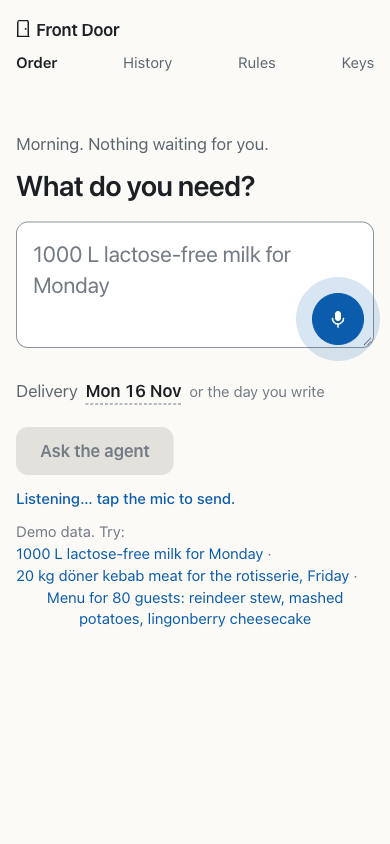 Front Door
Order History Rules Keys
Morning. Nothing waiting for you.
What do you need?
1000 L lactose-free milk for
Monday
Delivery Mon 16 Nov or the day you write
Ask the agent
Listening... tap the mic to send.
Demo data. Try:
1000 L lactose-free milk for Monday ·
20 kg döner kebab meat for the rotisserie, Friday ·
Menu for 80 guests: reindeer stew, mashed
potatoes, lingonberry cheesecake